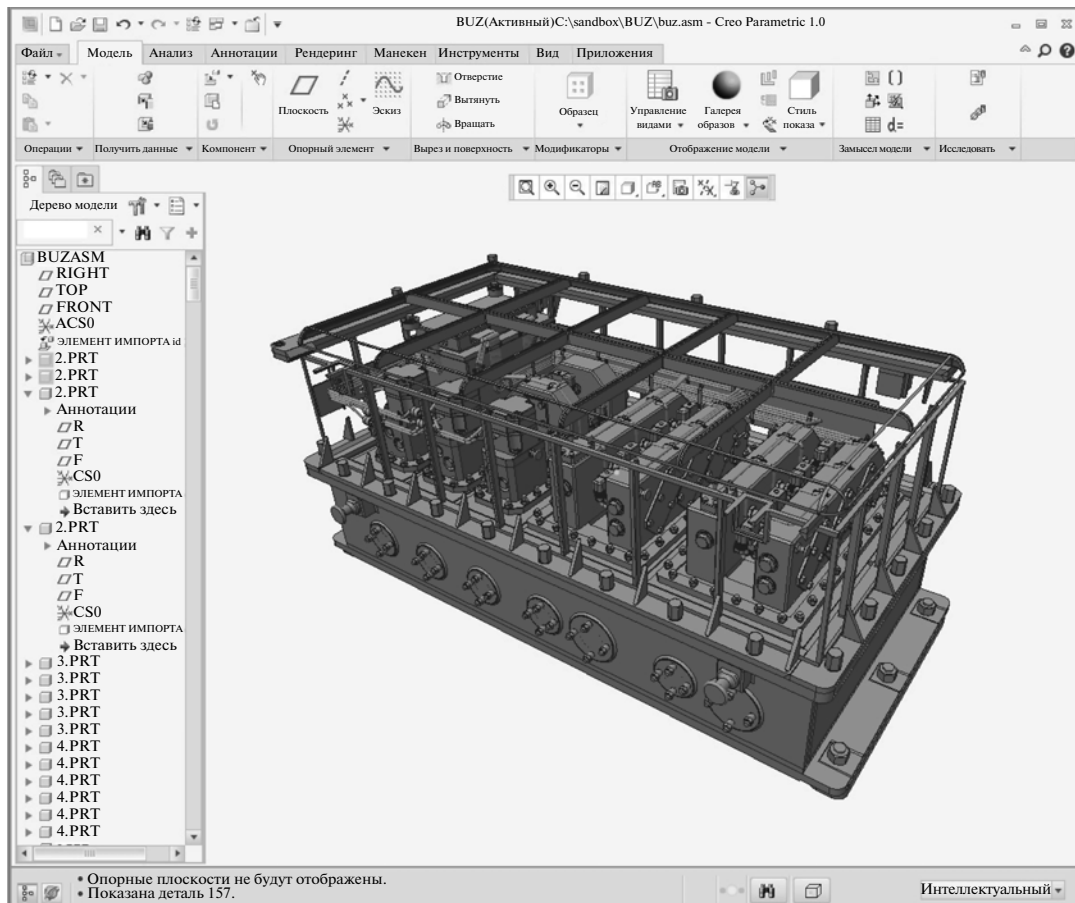 BUZ(Активный)C:\sandbox\BUZ\buz.asm - Creo Parametric 1.0
Файл Модель Анализ Аннотации Рендеринг Манекен Инструменты Вид Приложения
Отверстие
Вытянуть
Вращать
Плоскость Эскиз
Образец
Управление видами
Галерея образов
Стиль показа
d=
Операции Получить данные Компонент Опорный элемент Вырез и поверхность Модификаторы Отображение модели Замысел модели Исследовать
Дерево модели
BUZASM
RIGHT
TOP
FRONT
ACS0
ЭЛЕМЕНТ ИМПОРТА id
2.PRT
2.PRT
2.PRT
Аннотации
R
T
F
CS0
ЭЛЕМЕНТ ИМПОРТА
Вставить здесь
2.PRT
Аннотации
R
T
F
CS0
ЭЛЕМЕНТ ИМПОРТА
Вставить здесь
3.PRT
3.PRT
3.PRT
3.PRT
3.PRT
4.PRT
4.PRT
4.PRT
4.PRT
4.PRT
4.PRT
• Опорные плоскости не будут отображены.
• Показана деталь 157.
Интеллектуальный